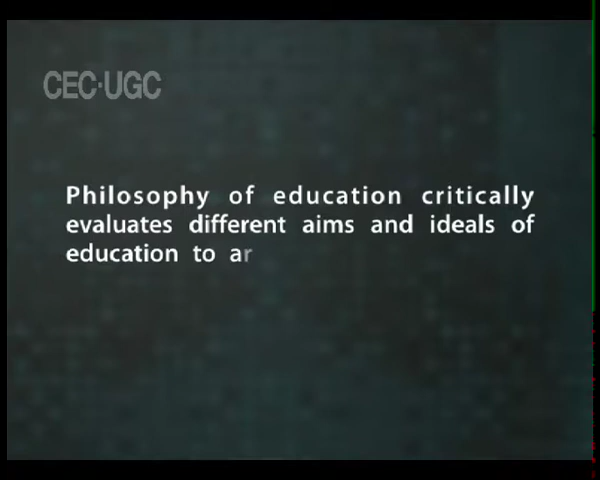 CEC-UGC
Philosophy of education critically
evaluates different aims and ideals of
education to ar